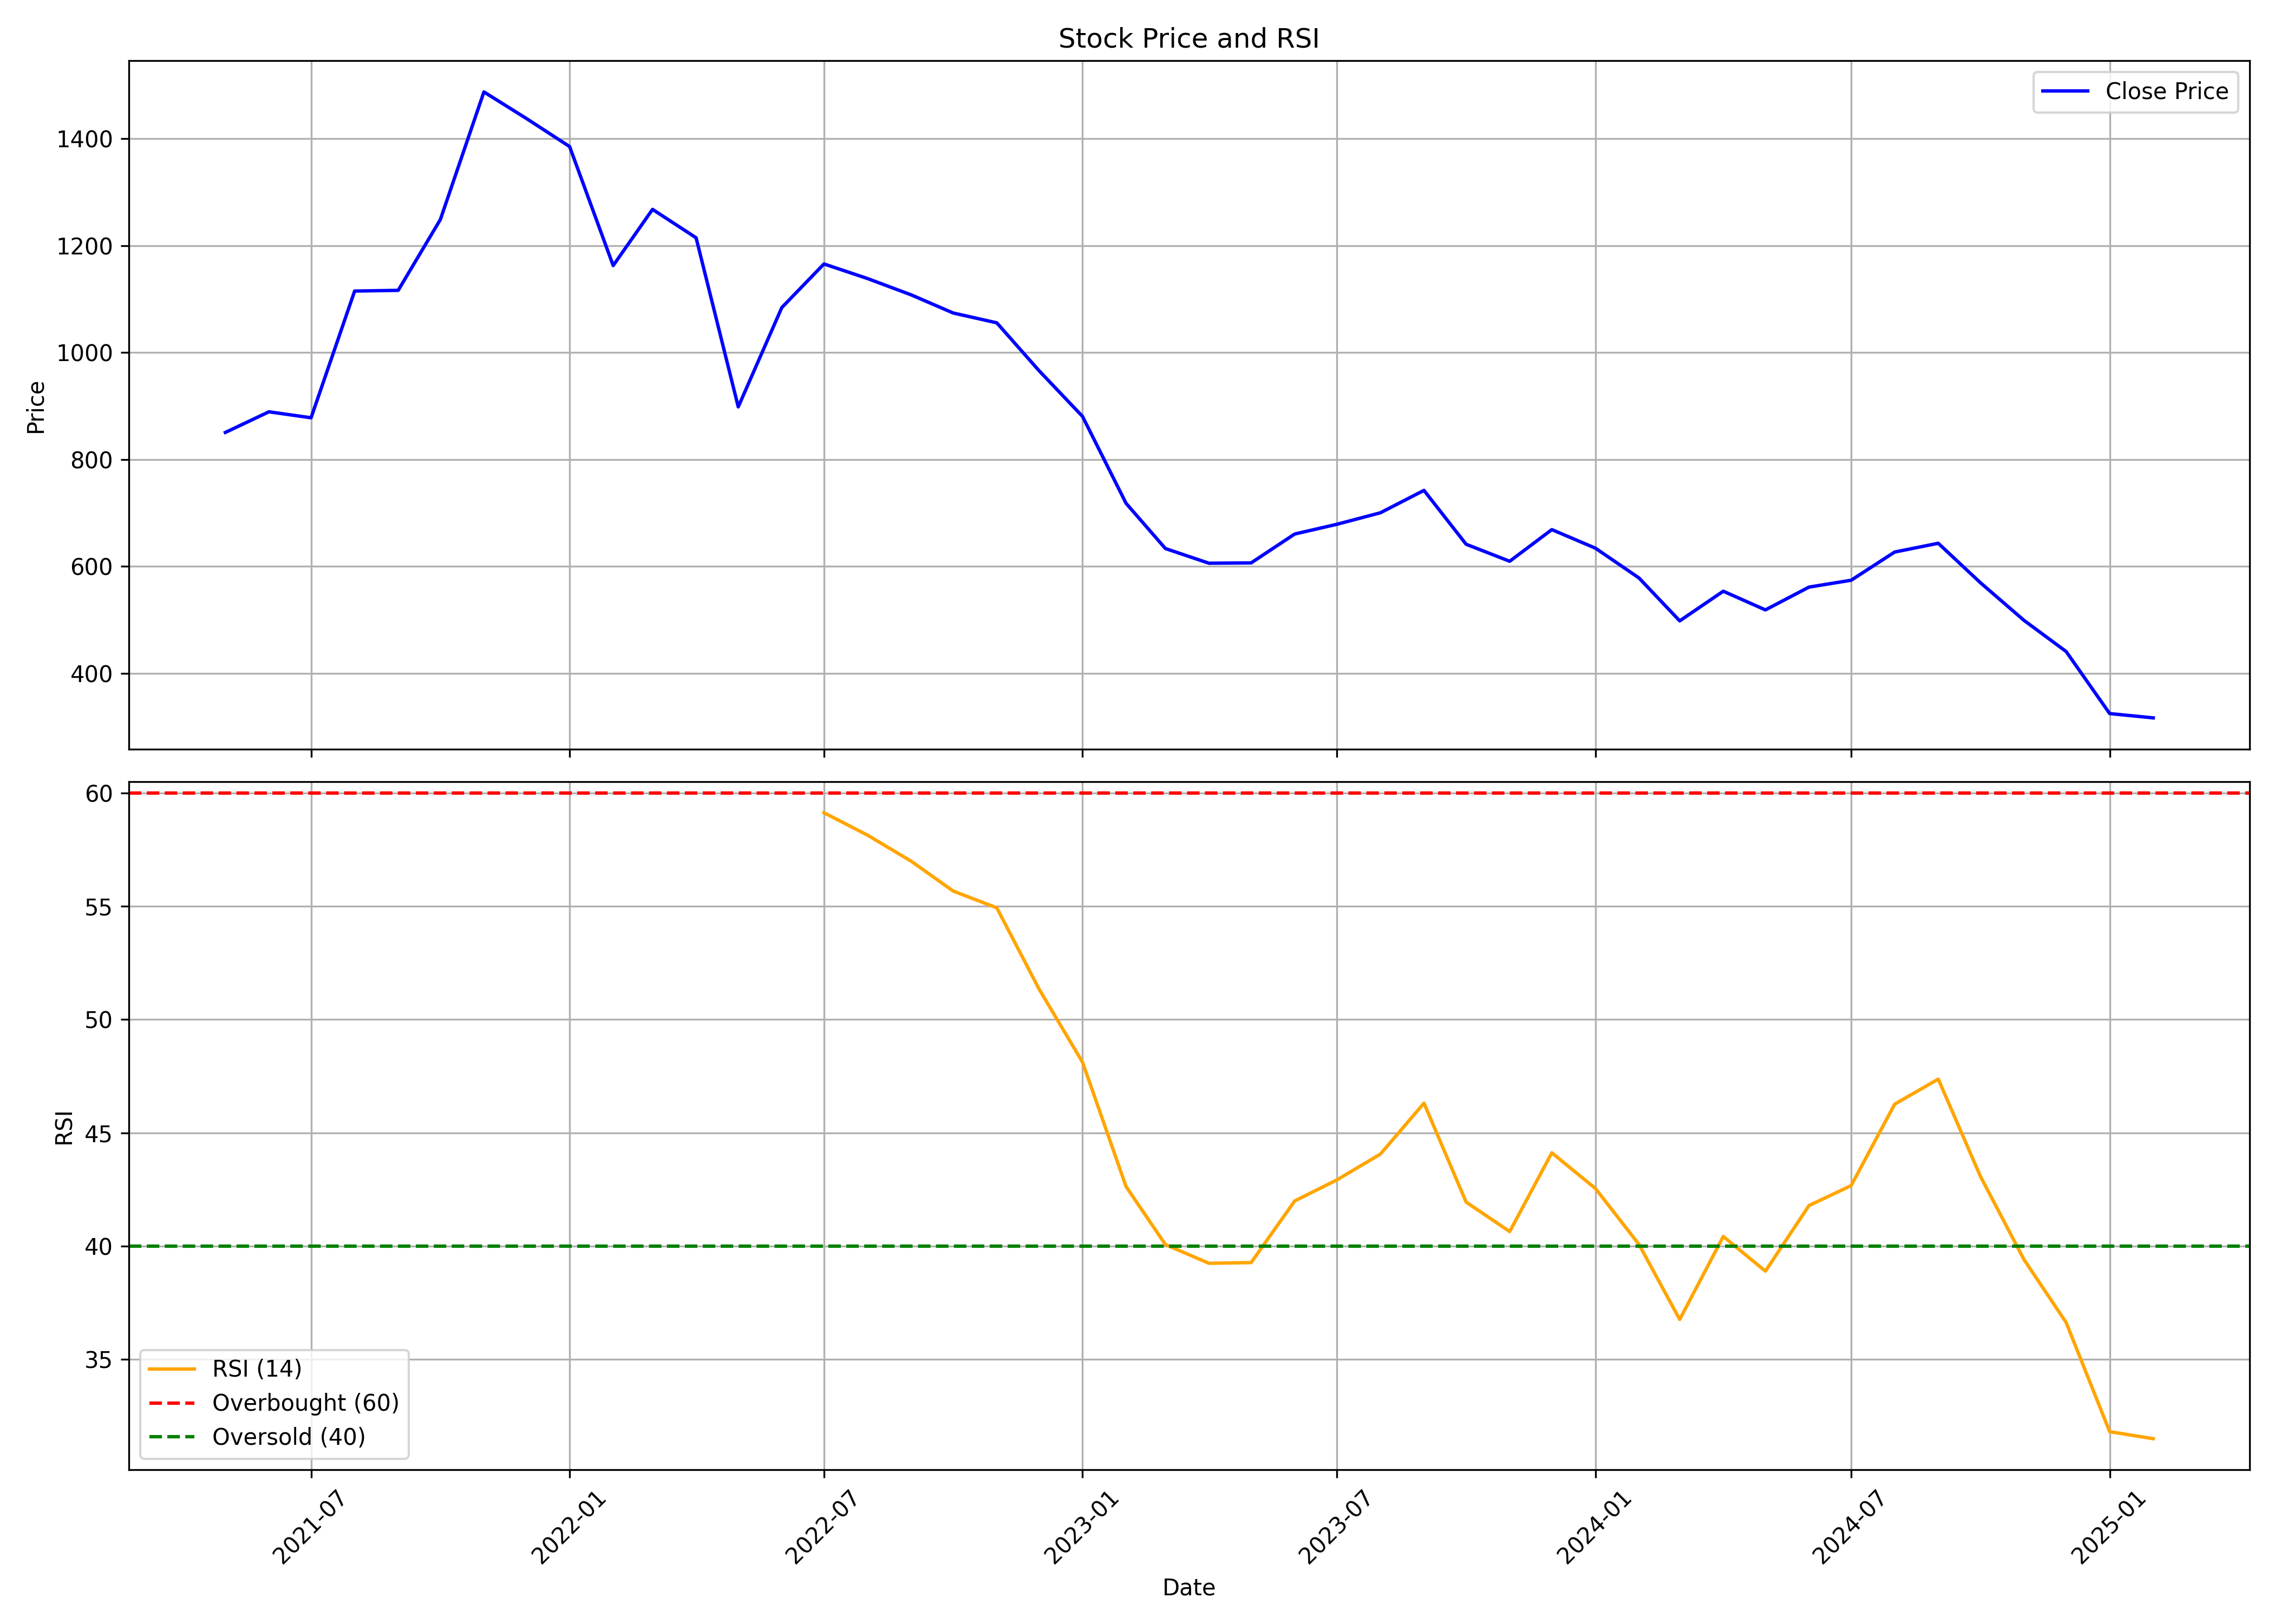 Stock Price and RSI
Close Price
Price
1400
1200
1000
800
600
400
RSI
60
55
50
45
40
35
RSI (14)
Overbought (60)
Oversold (40)
2021-07
2022-01
2022-07
2023-01
2023-07
2024-01
2024-07
2025-01
Date